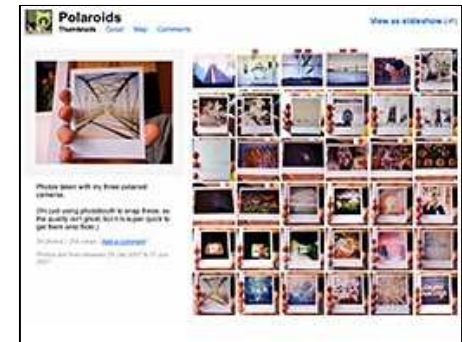 Polaroids
Thumbnails Detail Map Comments
View as slideshow
Photos taken with my three polaroid
cameras.
(I'm just using photobooth to snap these, so
the quality isn't great, but it is super quick to
get them onto flickr.)
photos | views | Add a comment?